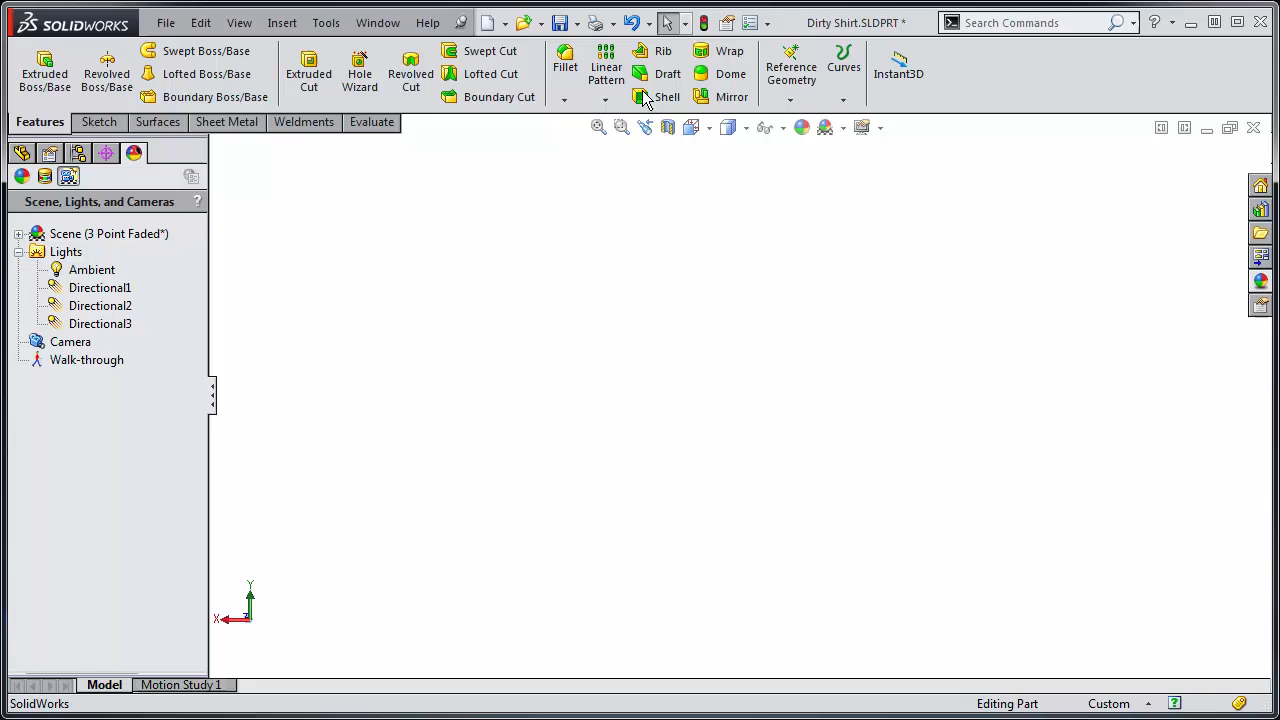 SOLIDWORKS File Edit View Insert Tools Window Help Dirty Shirt.SLDPRT * Search Commands
Extruded Boss/Base
Revolved Boss/Base
Swept Boss/Base
Lofted Boss/Base
Boundary Boss/Base
Extruded Cut
Hole Wizard
Revolved Cut
Swept Cut
Lofted Cut
Boundary Cut
Fillet
Linear Pattern
Rib
Draft
Shell
Wrap
Dome
Mirror
Reference Geometry
Curves
Instant3D
Features Sketch Surfaces Sheet Metal Weldments Evaluate
Scene, Lights, and Cameras ?
Scene (3 Point Faded*)
Lights
Ambient
Directional1
Directional2
Directional3
Camera
Walk-through
Y
X
Z
Model Motion Study 1
SolidWorks Editing Part Custom ?